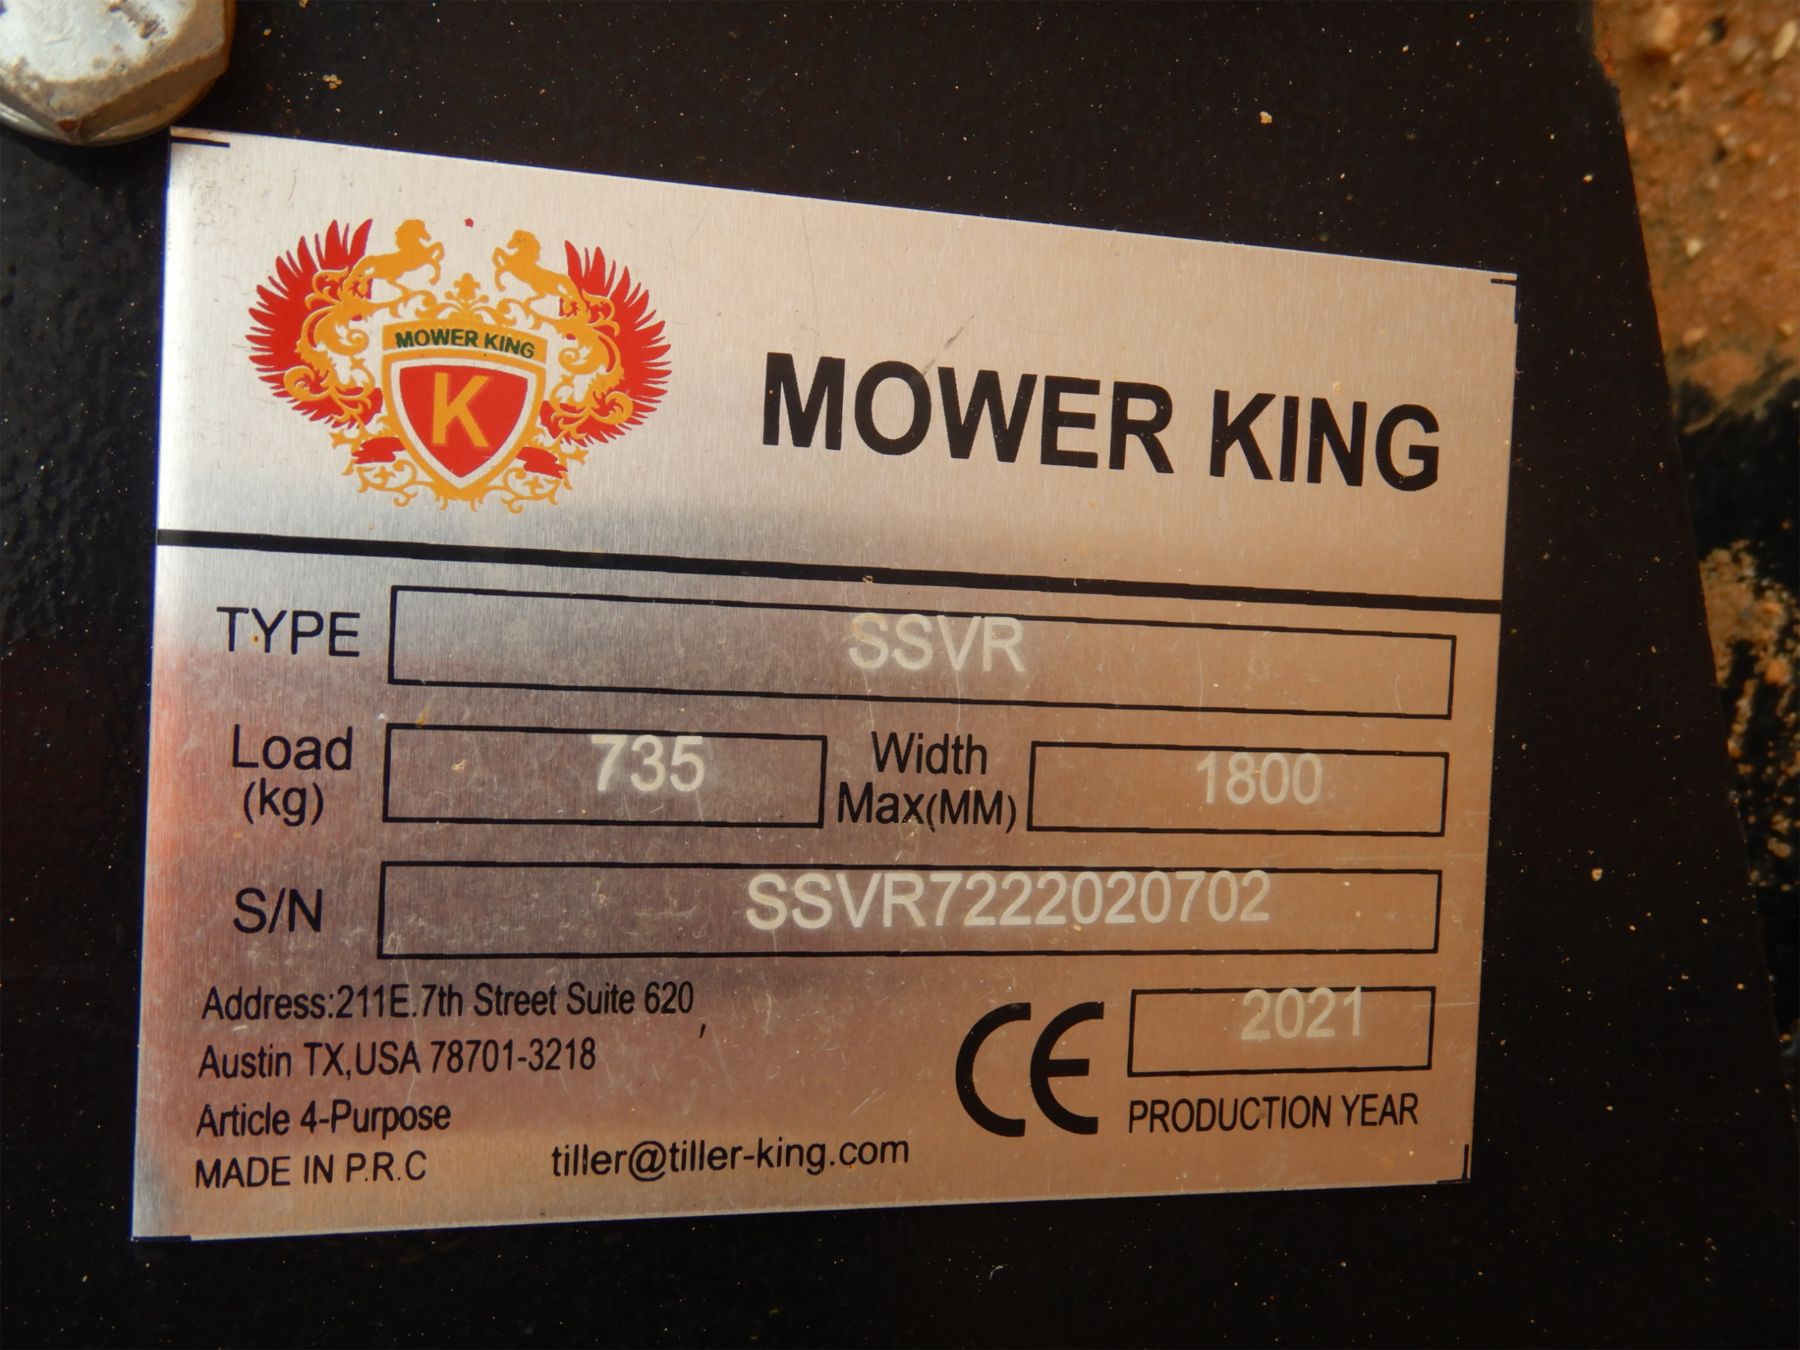 MOWER KING
K
MOWER KING
TYPE SSVR
Load (kg) 735 Width Max(MM) 1800
S/N SSVR7222020702
Address:211E.7th Street Suite 620,
Austin TX,USA 78701-3218
Article 4-Purpose
MADE IN P.R.C
tiller@tiller-king.com
CE 2021
PRODUCTION YEAR